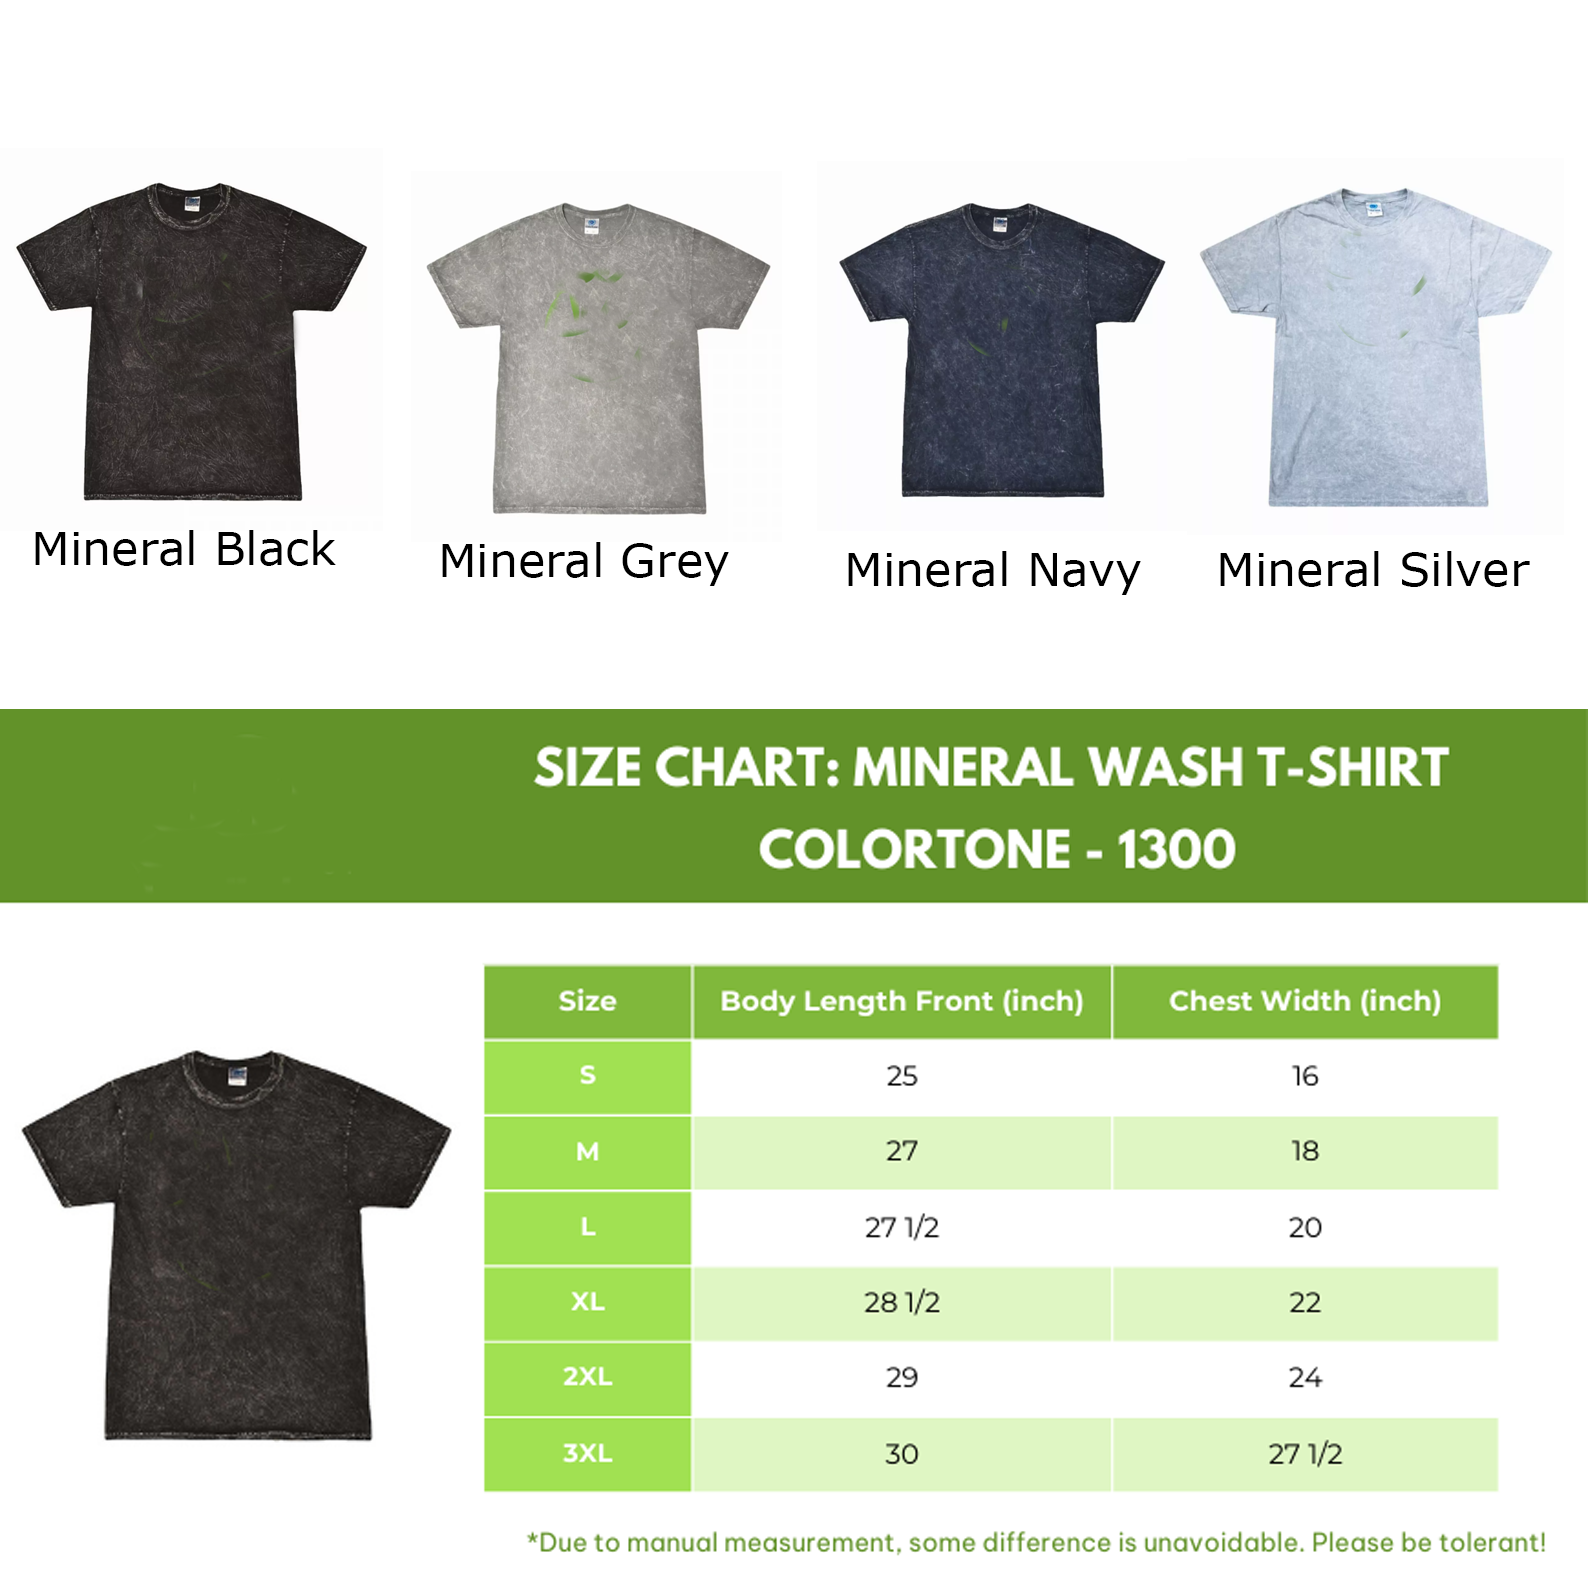 Mineral Black
Mineral Grey
Mineral Navy
Mineral Silver
SIZE CHART: MINERAL WASH T-SHIRT
COLORTONE - 1300
Size Body Length Front (inch) Chest Width (inch)
S 25 16
M 27 18
L 27 1/2 20
XL 28 1/2 22
2XL 29 24
3XL 30 27 1/2
*Due to manual measurement, some difference is unavoidable. Please be tolerant!